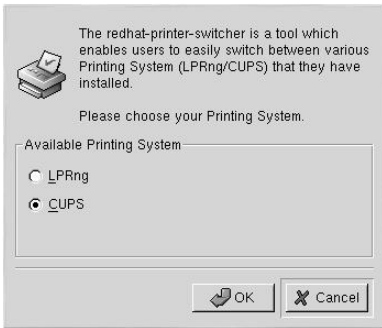 The redhat-printer-switcher is a tool which
enables users to easily switch between various
Printing System (LPRng/CUPS) that they have
installed.
Please choose your Printing System.
Available Printing System
LPRng
CUPS
OK
Cancel